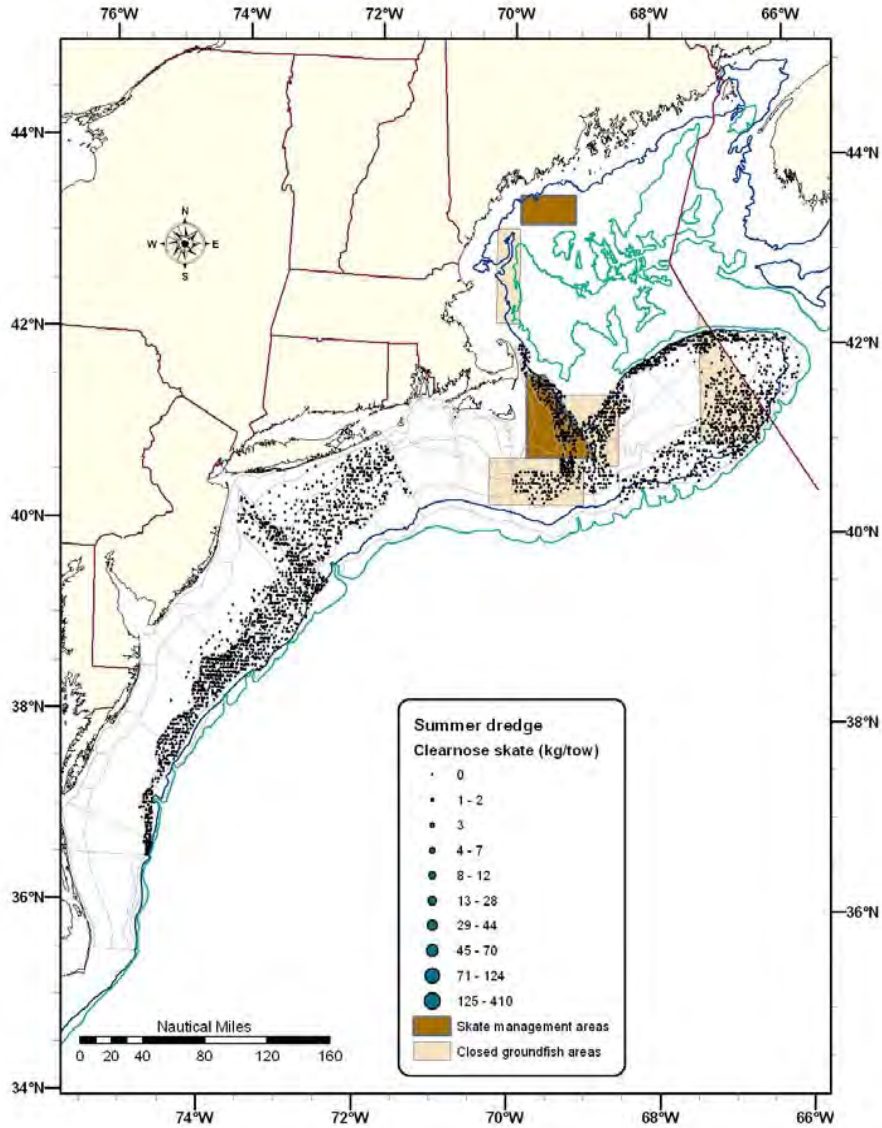 76°W 74°W 72°W 70°W 68°W 66°W
44°N 44°N
N
W E
S
42°N 42°N
40°N 40°N
38°N 38°N
Summer dredge
Clearnose skate (kg/tow)
0
1 - 2
3
4 - 7
8 - 12
13 - 28
29 - 44
45 - 70
71 - 124
125 - 410
Skate management areas
Closed groundfish areas
36°N 36°N
Nautical Miles
0 20 40 80 120 160
34°N
74°W 72°W 70°W 68°W 66°W